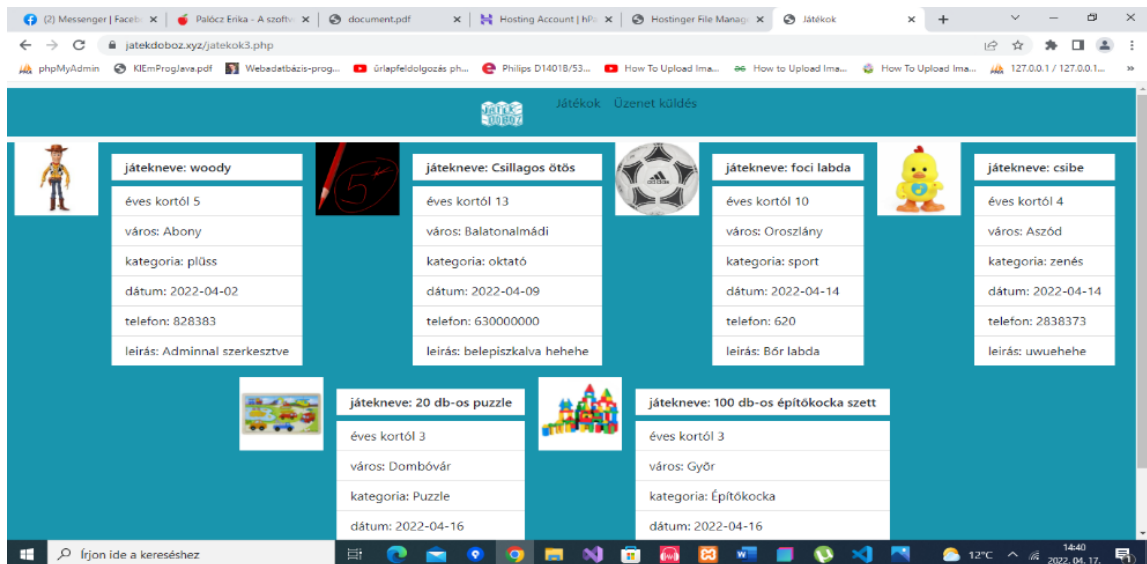 (2) Messenger | Faceb
Palócz Erika - A szoftv
document.pdf
Hosting Account | hPa
Hostinger File Manag
Játékok
jatekdoboz.xyz/jatekok3.php
phpMyAdmin
KIEmProgJava.pdf
Webadatbázis-prog...
űrlapfeldolgozás ph...
Philips D14018/53...
How To Upload Ima...
How to Upload Ima...
How To Upload Ima...
127.0.0.1 / 127.0.0.1...
JÁTÉK
DOBOZ
Játékok Üzenet küldés
játekneve: woody
éves kortól 5
város: Abony
kategoria: plüss
dátum: 2022-04-02
telefon: 828383
leirás: Adminnal szerkesztve
5
játekneve: Csillagos ötös
éves kortól 13
város: Balatonalmádi
kategoria: oktató
dátum: 2022-04-09
telefon: 630000000
leirás: belepiszkalva hehehe
adidas
játekneve: foci labda
éves kortól 10
város: Oroszlány
kategoria: sport
dátum: 2022-04-14
telefon: 620
leirás: Bőr labda
játekneve: csibe
éves kortól 4
város: Aszód
kategoria: zenés
dátum: 2022-04-14
telefon: 2838373
leirás: uwuehehe
játekneve: 20 db-os puzzle
éves kortól 3
város: Dombóvár
kategoria: Puzzle
dátum: 2022-04-16
játekneve: 100 db-os építőkocka szett
éves kortól 3
város: Győr
kategoria: Építőkocka
dátum: 2022-04-16
Írjon ide a kereséshez
12°C
14:40
2022. 04. 17.